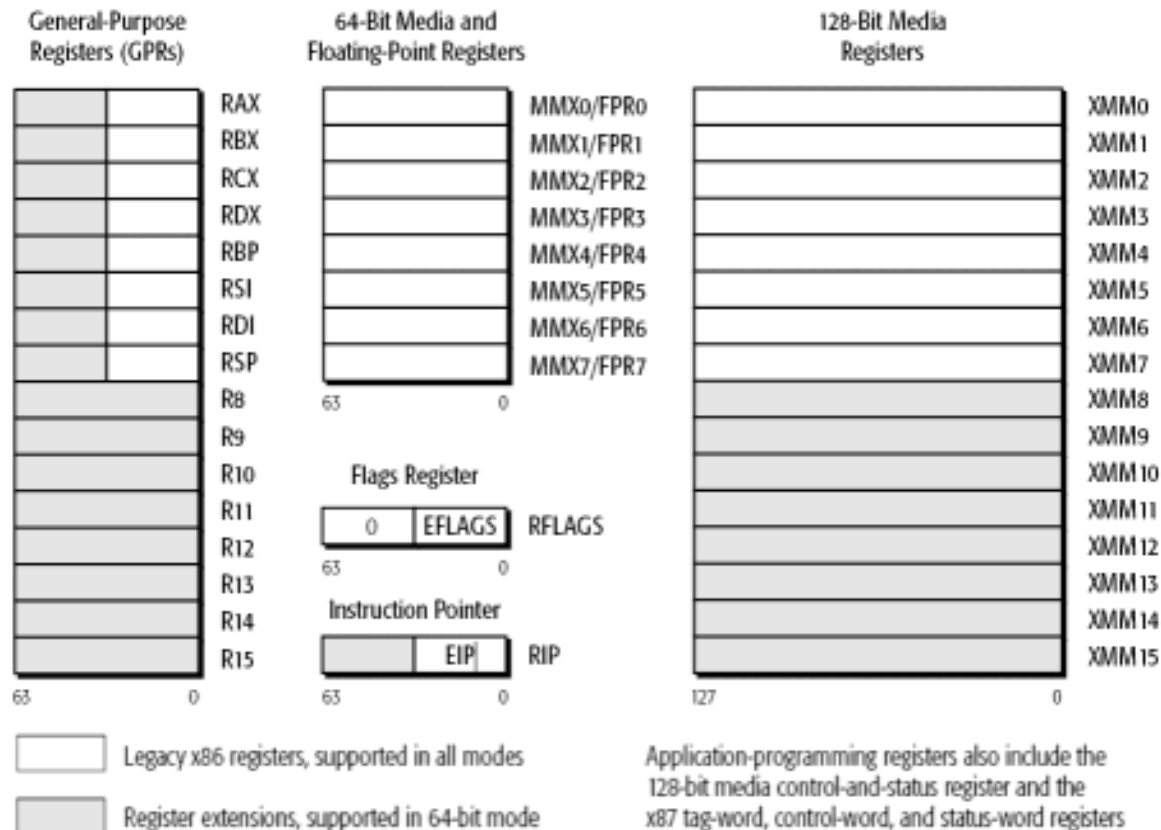 General-Purpose
Registers (GPRs)
RAX
RBX
RCX
RDX
RBP
RSI
RDI
RSP
R8
R9
R10
R11
R12
R13
R14
R15
63 0
64-Bit Media and
Floating-Point Registers
MMX0/FPR0
MMX1/FPR1
MMX2/FPR2
MMX3/FPR3
MMX4/FPR4
MMX5/FPR5
MMX6/FPR6
MMX7/FPR7
63 0
Flags Register
0 EFLAGS RFLAGS
63 0
Instruction Pointer
EIP RIP
63 0
128-Bit Media
Registers
XMM0
XMM1
XMM2
XMM3
XMM4
XMM5
XMM6
XMM7
XMM8
XMM9
XMM10
XMM11
XMM12
XMM13
XMM14
XMM15
127 0
Legacy x86 registers, supported in all modes
Register extensions, supported in 64-bit mode
Application-programming registers also include the
128-bit media control-and-status register and the
x87 tag-word, control-word, and status-word registers